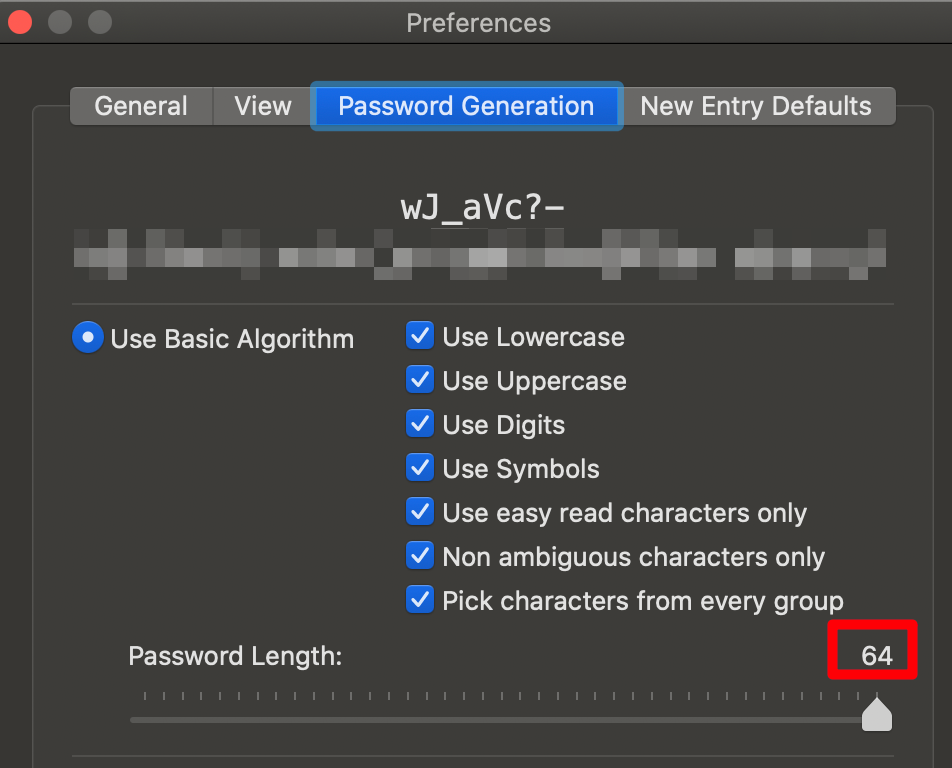 Preferences
General View Password Generation New Entry Defaults
wJ_aVc?-
Use Basic Algorithm
Use Lowercase
Use Uppercase
Use Digits
Use Symbols
Use easy read characters only
Non ambiguous characters only
Pick characters from every group
Password Length: 64